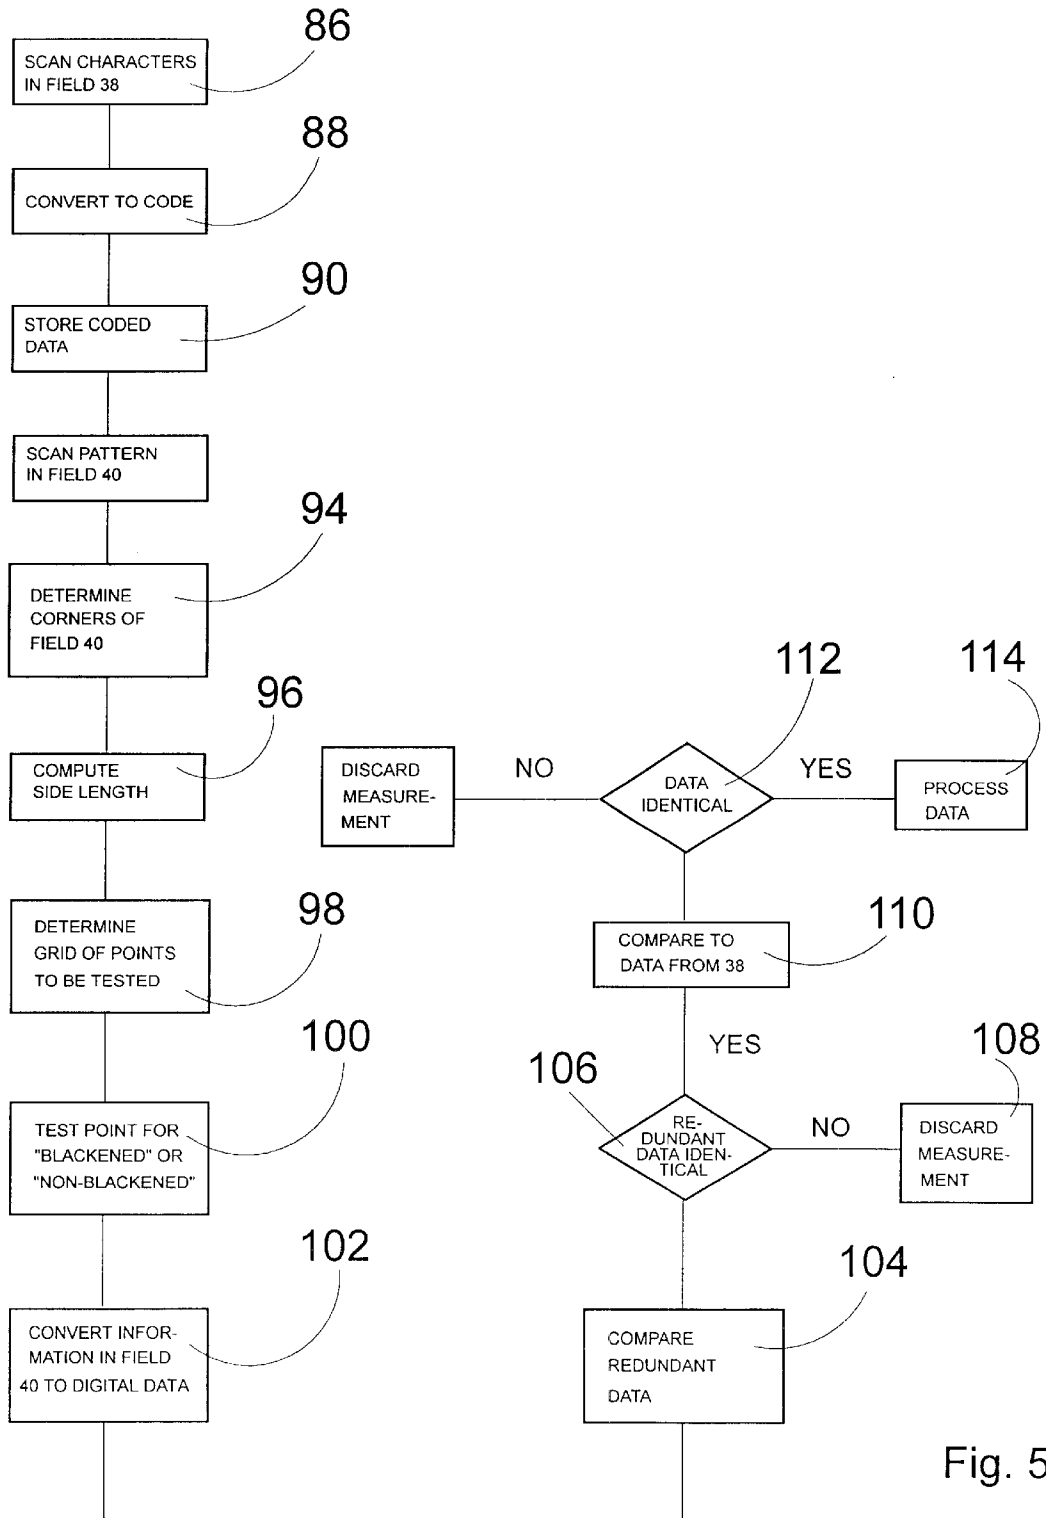 86
SCAN CHARACTERS
IN FIELD 38
88
CONVERT TO CODE
90
STORE CODED
DATA
SCAN PATTERN
IN FIELD 40
94
DETERMINE
CORNERS OF
FIELD 40
96
COMPUTE
SIDE LENGTH
98
DETERMINE
GRID OF POINTS
TO BE TESTED
100
TEST POINT FOR
"BLACKENED" OR
"NON-BLACKENED"
102
CONVERT INFOR-
MATION IN FIELD
40 TO DIGITAL DATA
112
114
DISCARD
MEASURE-
MENT
NO
DATA
IDENTICAL
YES
PROCESS
DATA
110
COMPARE TO
DATA FROM 38
YES
106
108
RE-
DUNDANT
DATA IDEN-
TICAL
NO
DISCARD
MEASURE-
MENT
104
COMPARE
REDUNDANT
DATA
Fig. 5